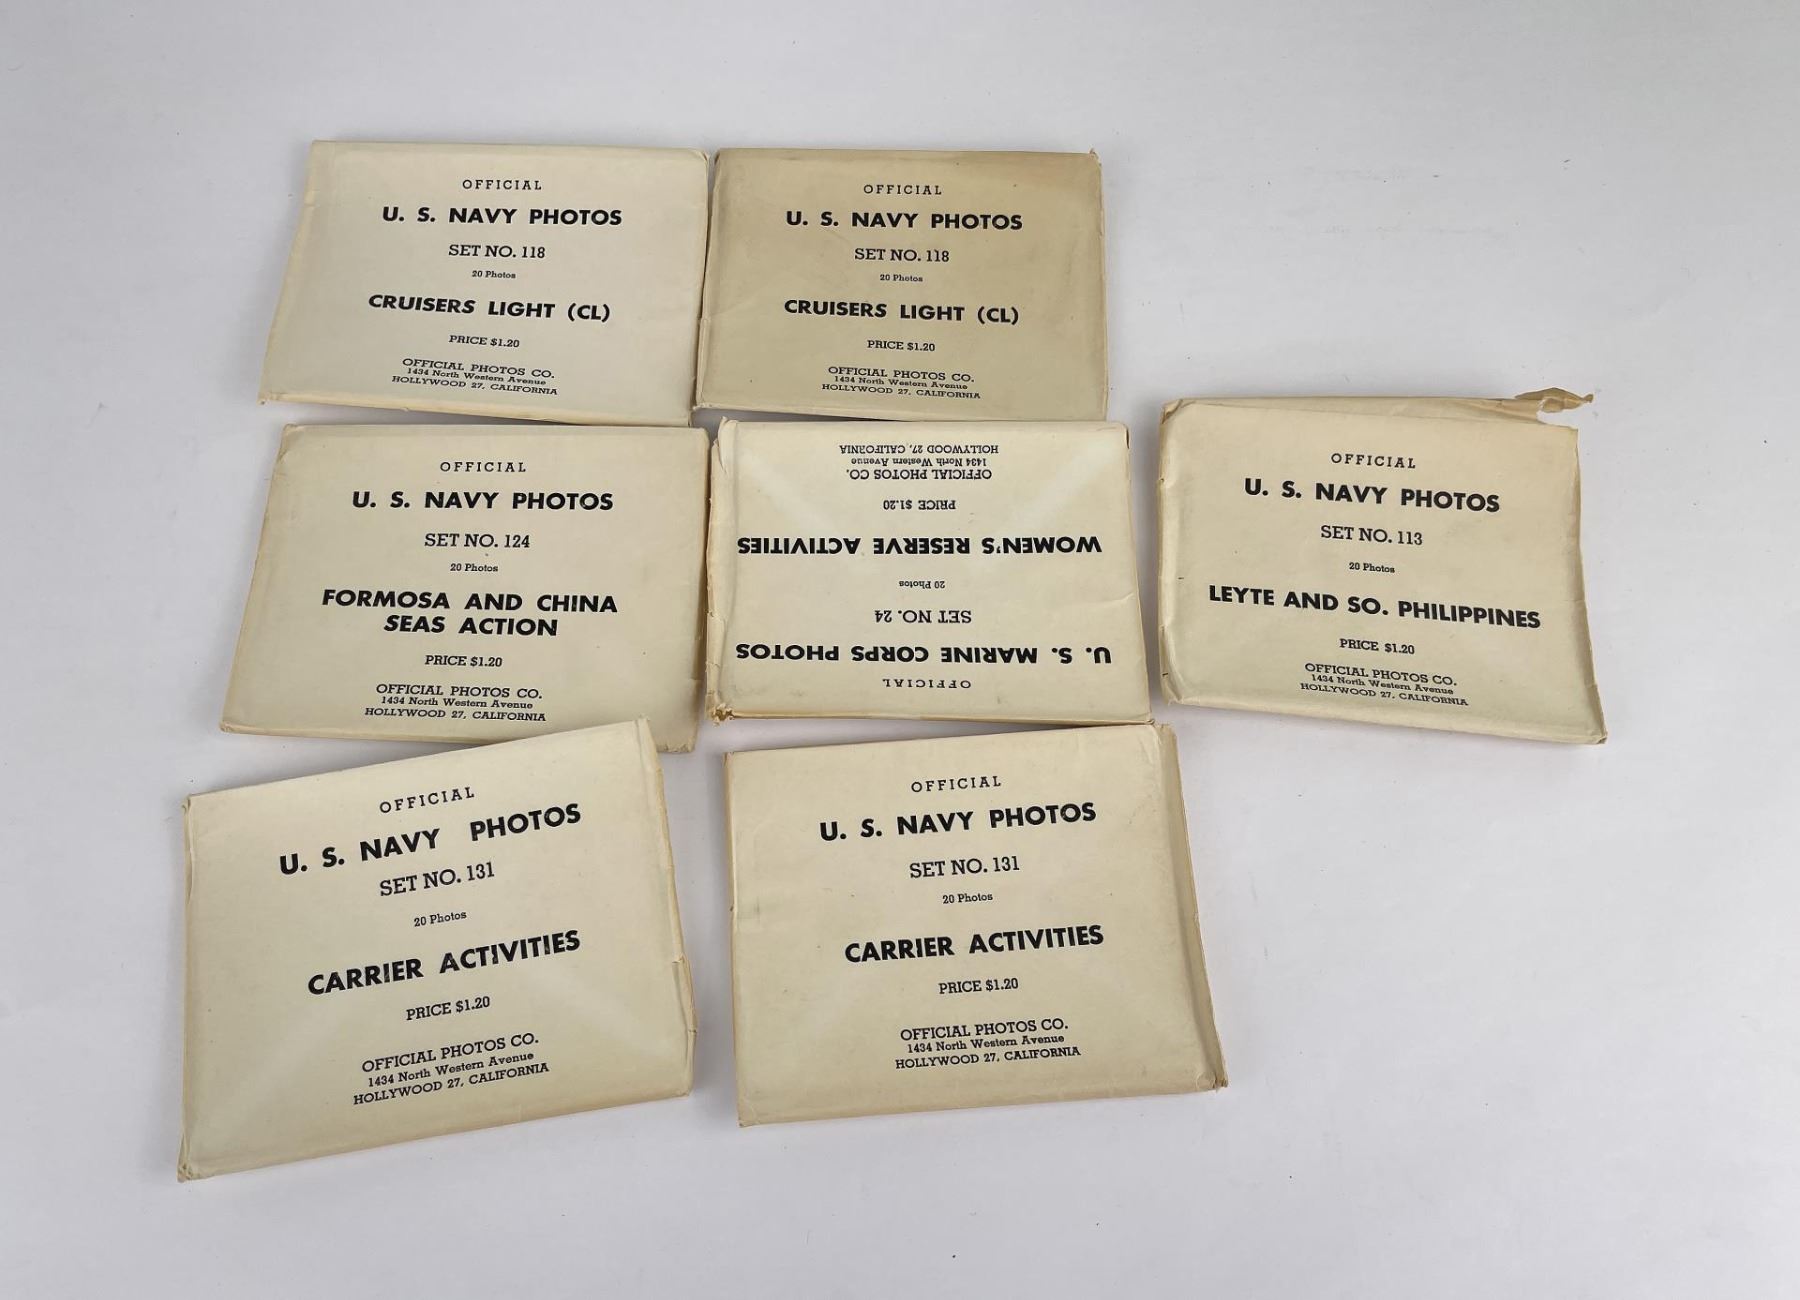 OFFICIAL
U. S. NAVY PHOTOS
SET NO. 118
20 Photos
CRUISERS LIGHT (CL)
PRICE $1.20
OFFICIAL PHOTOS CO.
1434 North Western Avenue
HOLLYWOOD 27, CALIFORNIA
OFFICIAL
U. S. NAVY PHOTOS
SET NO. 118
20 Photos
CRUISERS LIGHT (CL)
PRICE $1.20
OFFICIAL PHOTOS CO.
1434 North Western Avenue
HOLLYWOOD 27, CALIFORNIA
OFFICIAL
U. S. NAVY PHOTOS
SET NO. 124
20 Photos
FORMOSA AND CHINA
SEAS ACTION
PRICE $1.20
OFFICIAL PHOTOS CO.
1434 North Western Avenue
HOLLYWOOD 27, CALIFORNIA
OFFICIAL
U. S. MARINE CORPS PHOTOS
SET NO. 24
20 Photos
WOMEN'S RESERVE ACTIVITIES
PRICE $1.20
OFFICIAL PHOTOS CO.
1434 North Western Avenue
HOLLYWOOD 27, CALIFORNIA
OFFICIAL
U. S. NAVY PHOTOS
SET NO. 113
20 Photos
LEYTE AND SO. PHILIPPINES
PRICE $1.20
OFFICIAL PHOTOS CO.
1434 North Western Avenue
HOLLYWOOD 27, CALIFORNIA
OFFICIAL
U. S. NAVY PHOTOS
SET NO. 131
20 Photos
CARRIER ACTIVITIES
PRICE $1.20
OFFICIAL PHOTOS CO.
1434 North Western Avenue
HOLLYWOOD 27, CALIFORNIA
OFFICIAL
U. S. NAVY PHOTOS
SET NO. 131
20 Photos
CARRIER ACTIVITIES
PRICE $1.20
OFFICIAL PHOTOS CO.
1434 North Western Avenue
HOLLYWOOD 27, CALIFORNIA